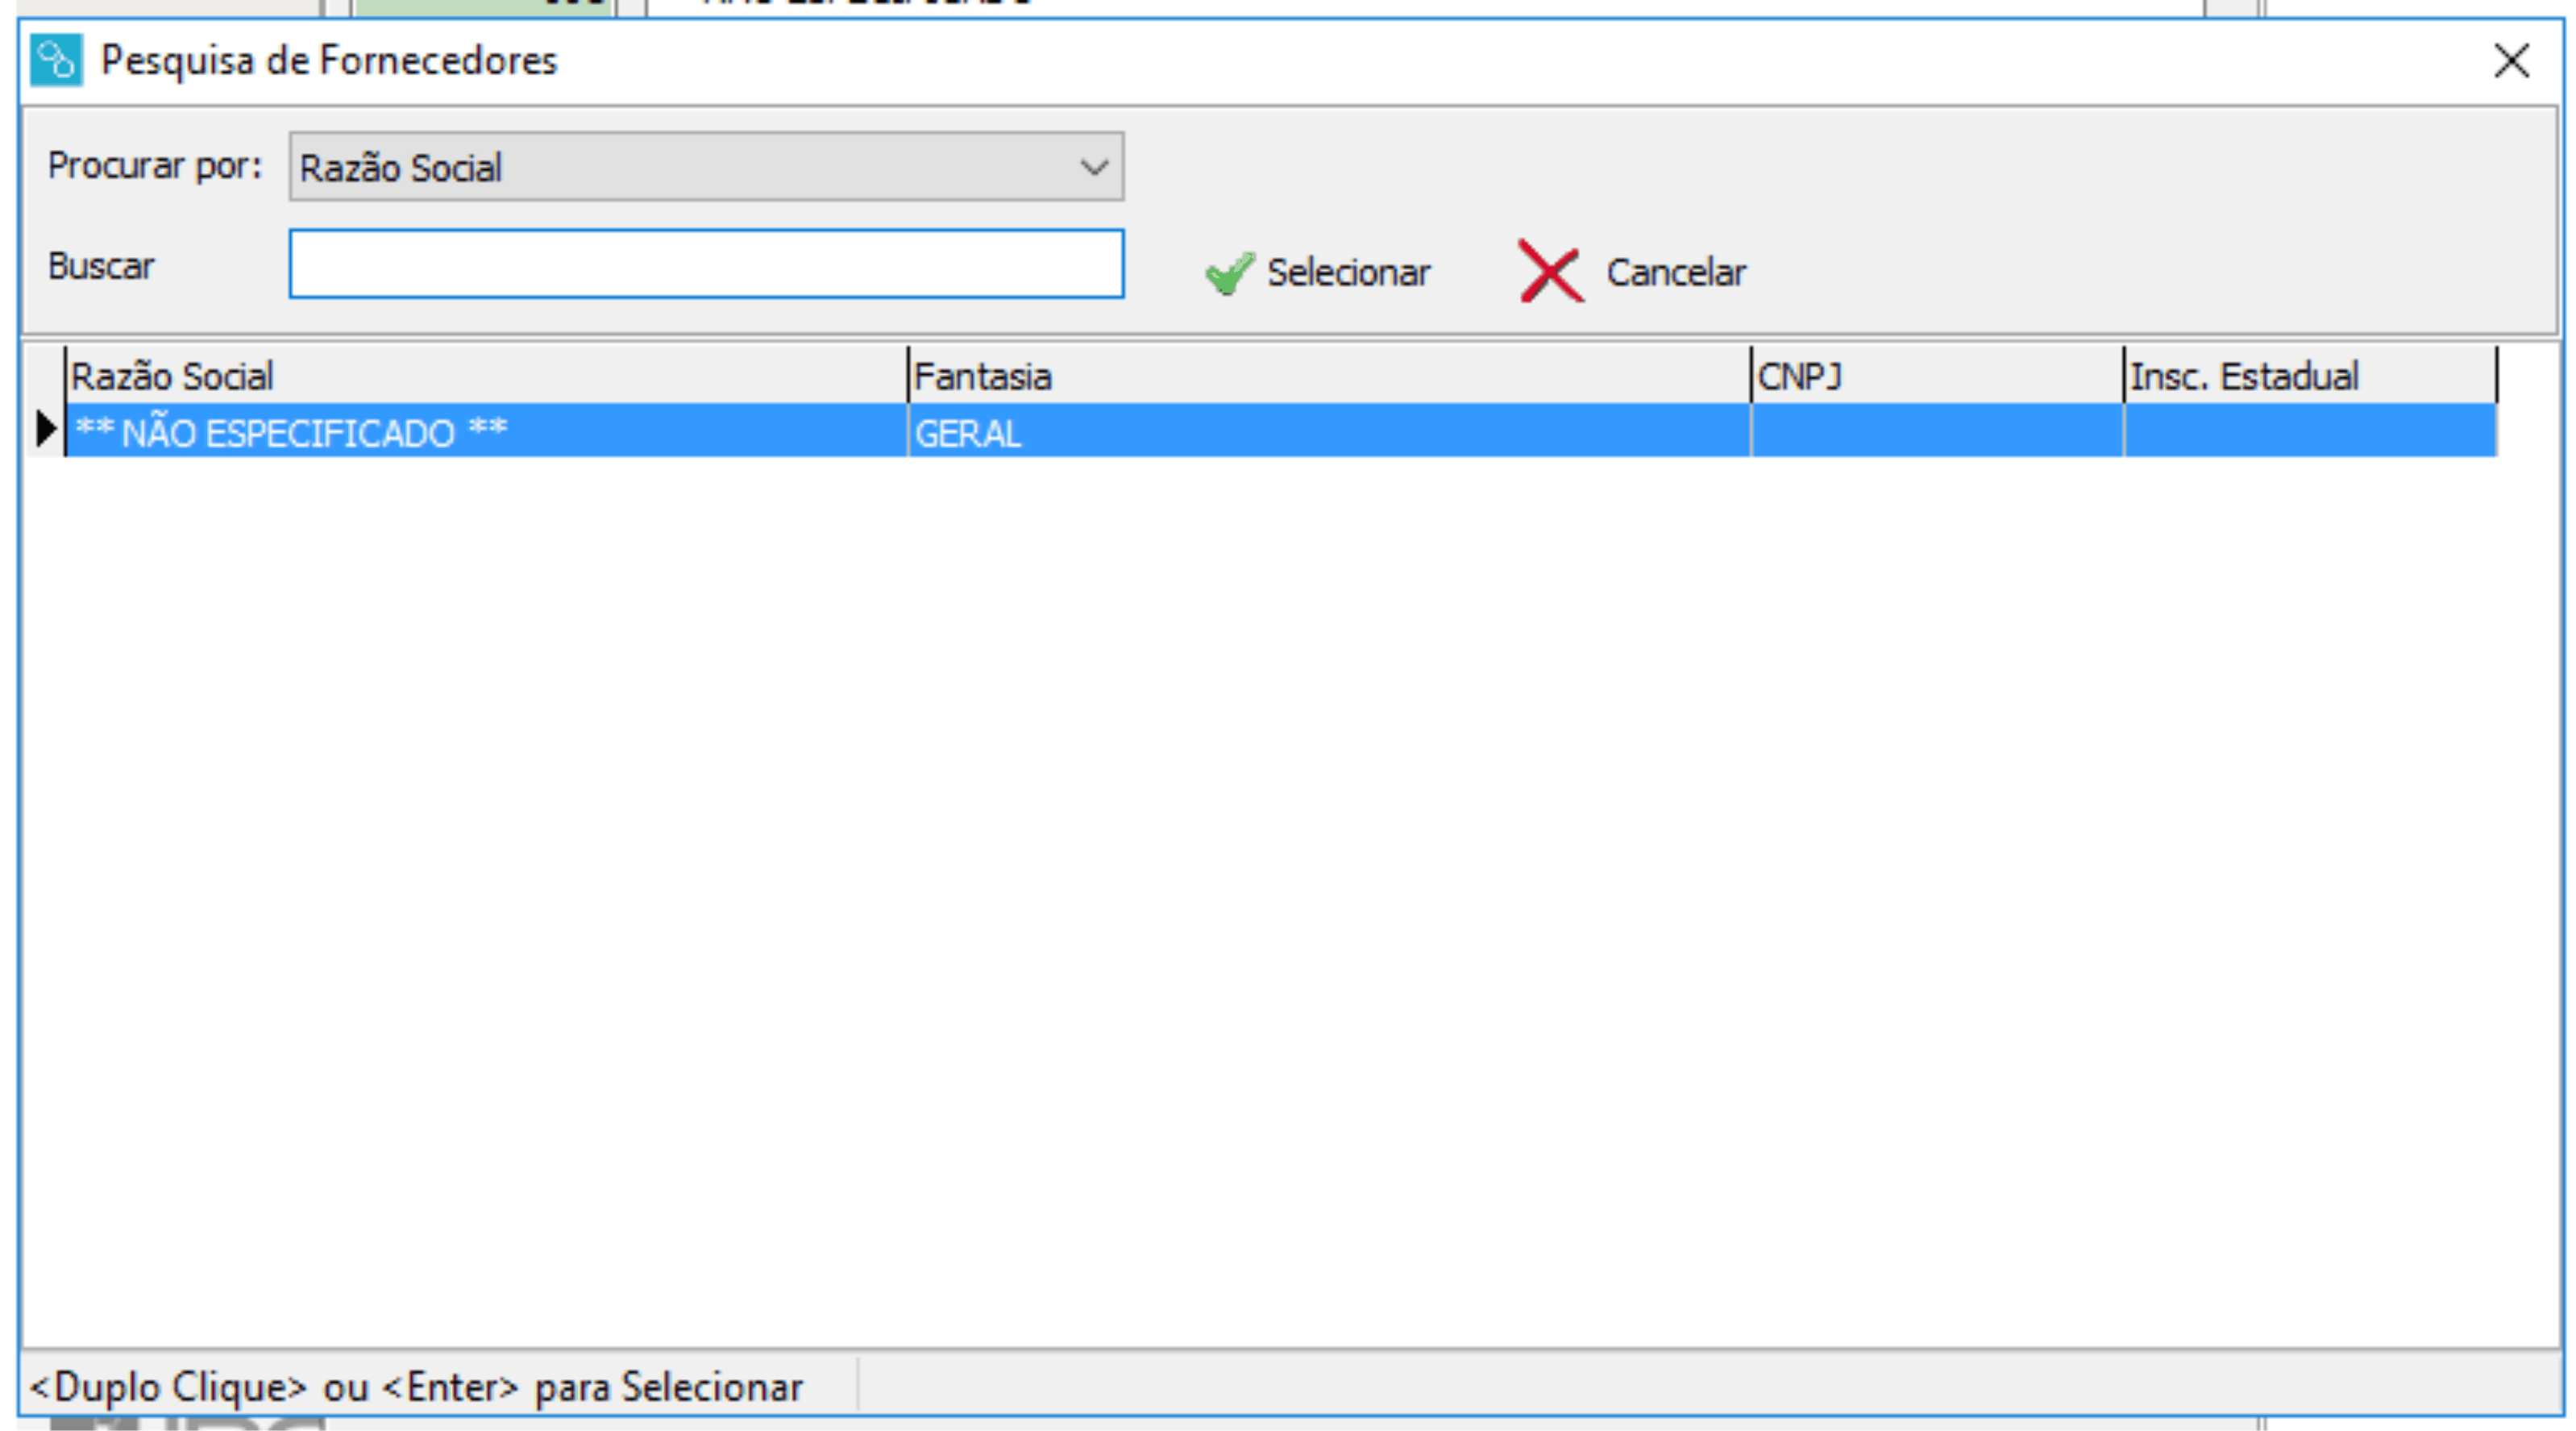 Pesquisa de Fornecedores
Procurar por: Razão Social
Buscar
Selecionar Cancelar
Razão Social Fantasia CNPJ Insc. Estadual
** NÃO ESPECIFICADO ** GERAL
<Duplo Clique> ou <Enter> para Selecionar